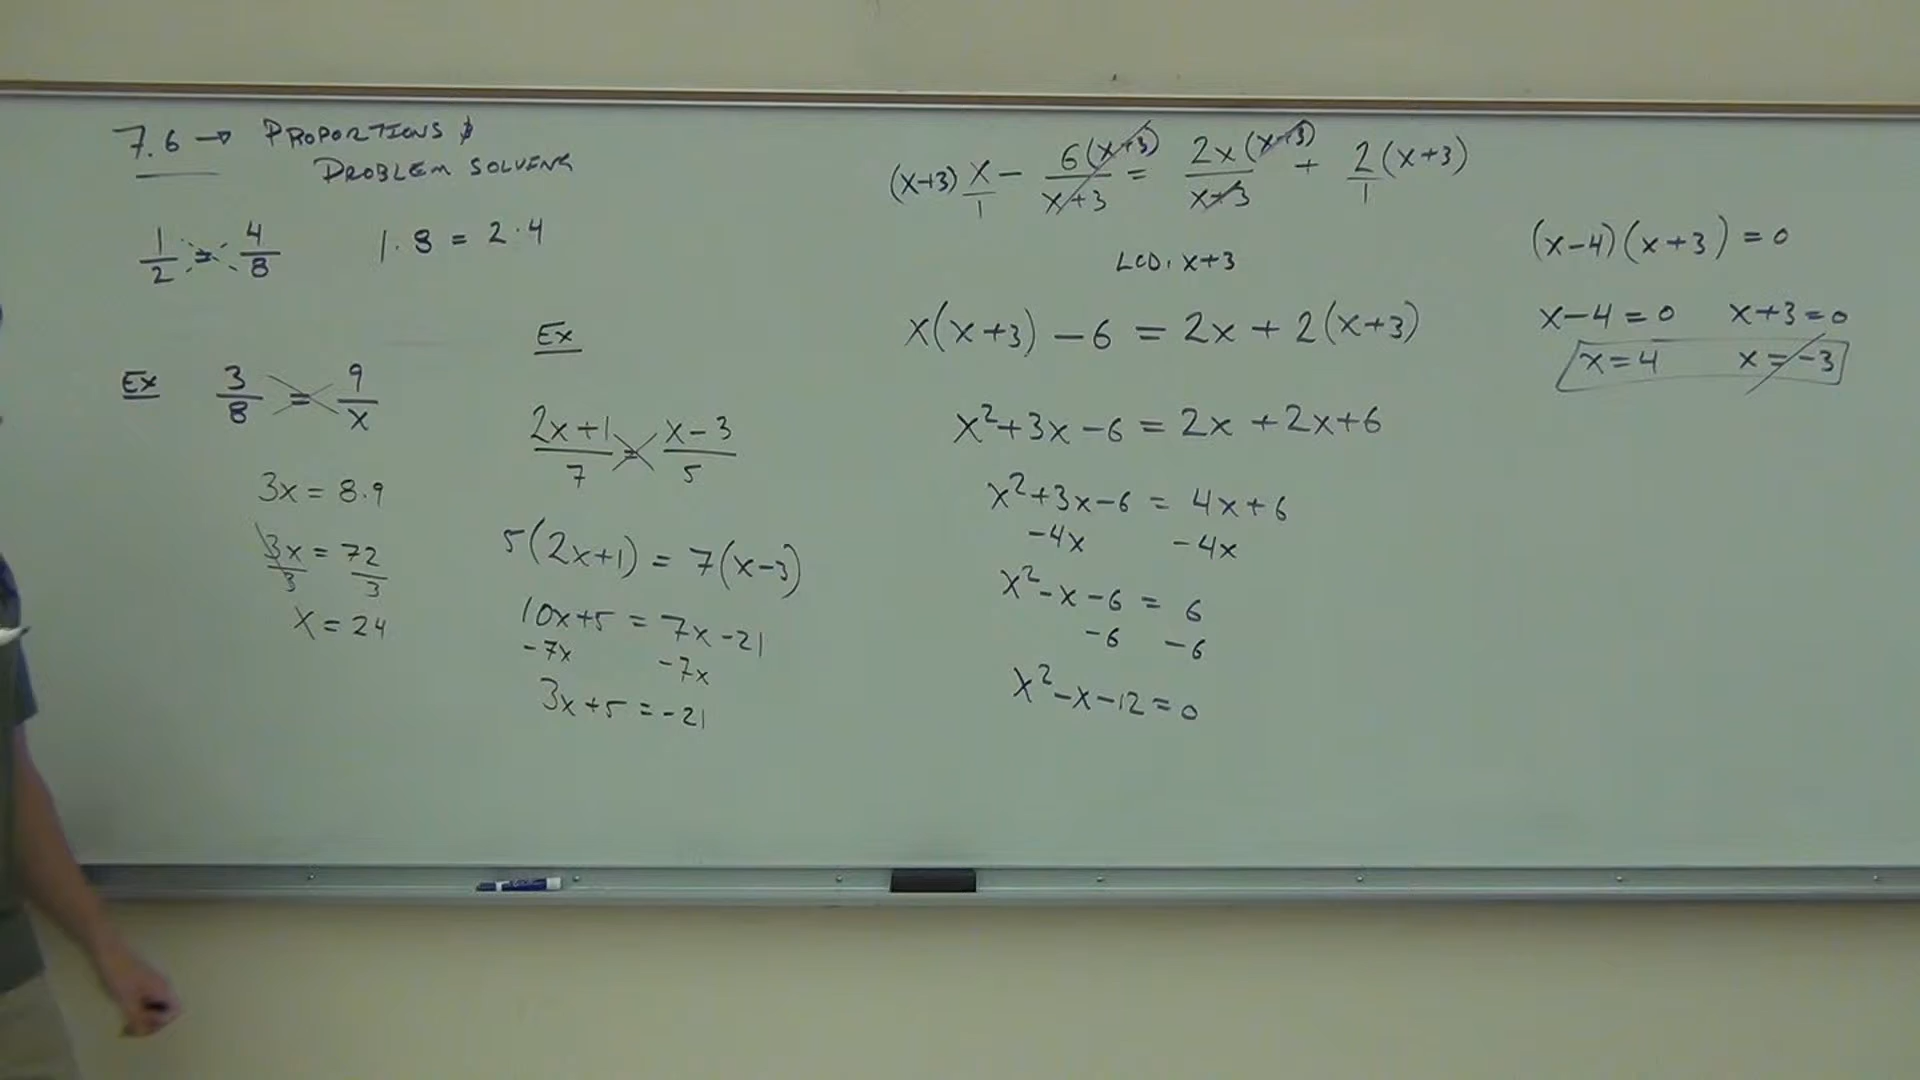 7.6 → PROPORTIONS &
PROBLEM SOLVING
1/2 = 4/8
1·8 = 2·4
Ex
3/8 = 9/x
3x = 8·9
3x/3 = 72/3
x = 24
Ex
(2x+1)/7 = (x-3)/5
5(2x+1) = 7(x-3)
10x+5 = 7x-21
-7x -7x
3x+5 = -21
(x+3) x/1 - 6(x+3)/(x+3) = 2x(x+3)/(x+3) + 2(x+3)/1
LCD: x+3
x(x+3) - 6 = 2x + 2(x+3)
x²+3x-6 = 2x+2x+6
x²+3x-6 = 4x+6
-4x -4x
x²-x-6 = 6
-6 -6
x²-x-12=0
(x-4)(x+3) = 0
x-4=0 x+3=0
x=4 x=-3